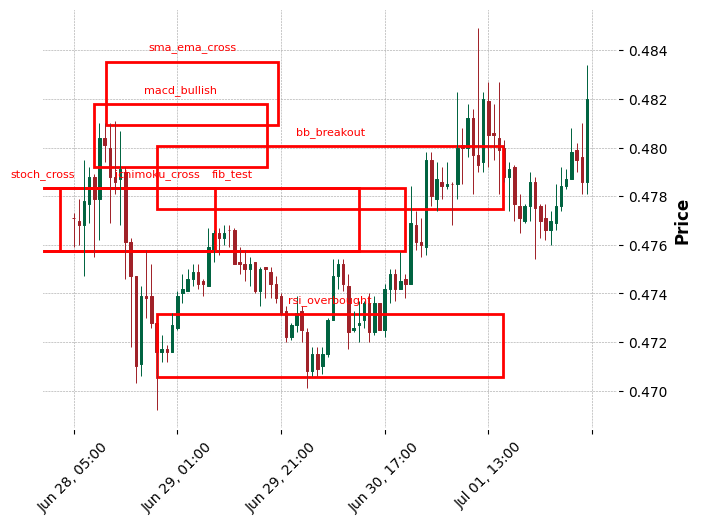 sma_ema_cross
macd_bullish
bb_breakout
stoch_cross
ichimoku_cross
fib_test
rsi_overbought
0.484
0.482
0.480
0.478
0.476
0.474
0.472
0.470
Price
Jun 28, 05:00
Jun 29, 01:00
Jun 29, 21:00
Jun 30, 17:00
Jul 01, 13:00